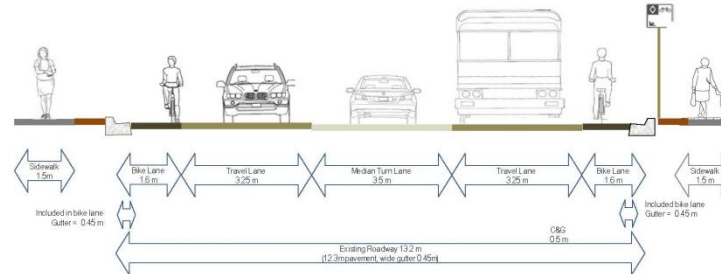 Sidewalk
1.5m
Bike Lane
1.6 m
Travel Lane
3.25 m
Median Turn Lane
3.5 m
Travel Lane
3.25 m
Bike Lane
1.6 m
Sidewalk
1.5 m
Included in bike lane
Gutter = 0.45 m
Included bike lane
Gutter = 0.45 m
C&G
0.5 m
Existing Roadway 13.2 m
(12.3m pavement, wide gutter 0.45m)